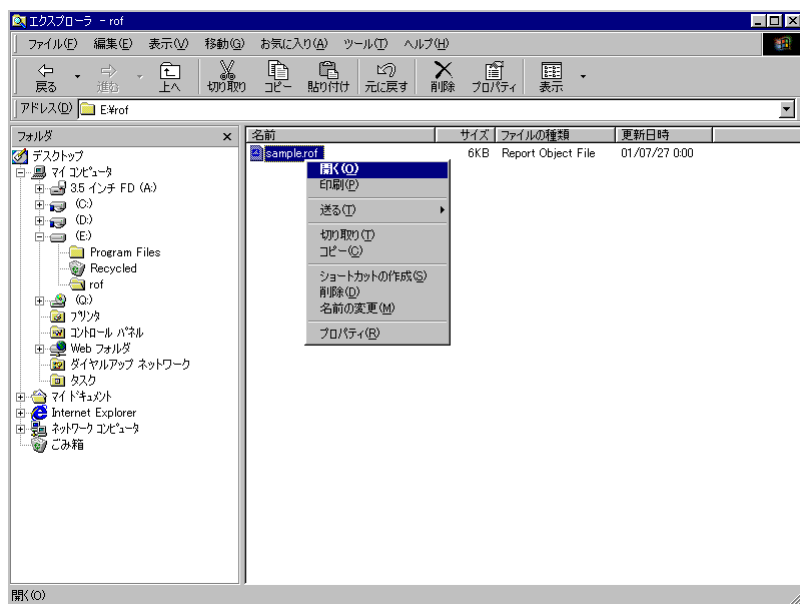 エクスプローラ - rof
ファイル(F) 編集(E) 表示(V) 移動(G) お気に入り(A) ツール(T) ヘルプ(H)
戻る 進む 上へ 切り取り コピー 貼り付け 元に戻す 削除 プロパティ 表示
アドレス(D) E:¥rof
フォルダ
デスクトップ
マイ コンピュータ
3.5 インチ FD (A:)
(C:)
(D:)
(E:)
Program Files
Recycled
rof
(Q:)
プリンタ
コントロール パネル
Web フォルダ
ダイヤルアップ ネットワーク
タスク
マイ ドキュメント
Internet Explorer
ネットワーク コンピュータ
ごみ箱
名前 サイズ ファイルの種類 更新日時
sample.rof 6KB Report Object File 01/07/27 0:00
開く(O)
印刷(P)
送る(T)
切り取り(T)
コピー(C)
ショートカットの作成(S)
削除(D)
名前の変更(M)
プロパティ(R)
開く(O)